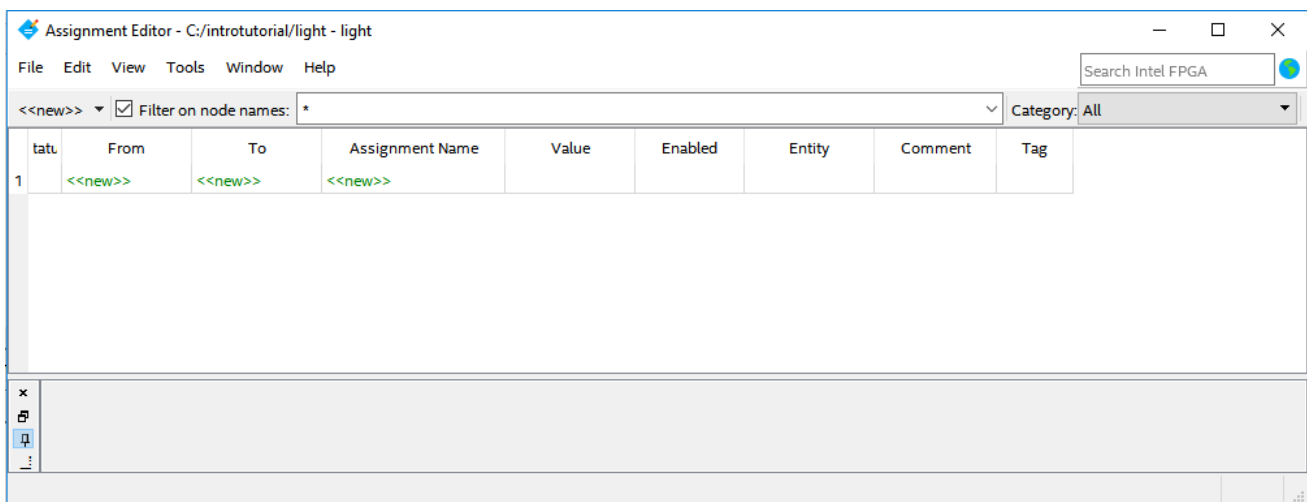 Assignment Editor - C:/introtutorial/light - light
File Edit View Tools Window Help Search Intel FPGA
<<new>> Filter on node names: * Category: All
tatu From To Assignment Name Value Enabled Entity Comment Tag
1 <<new>> <<new>> <<new>>